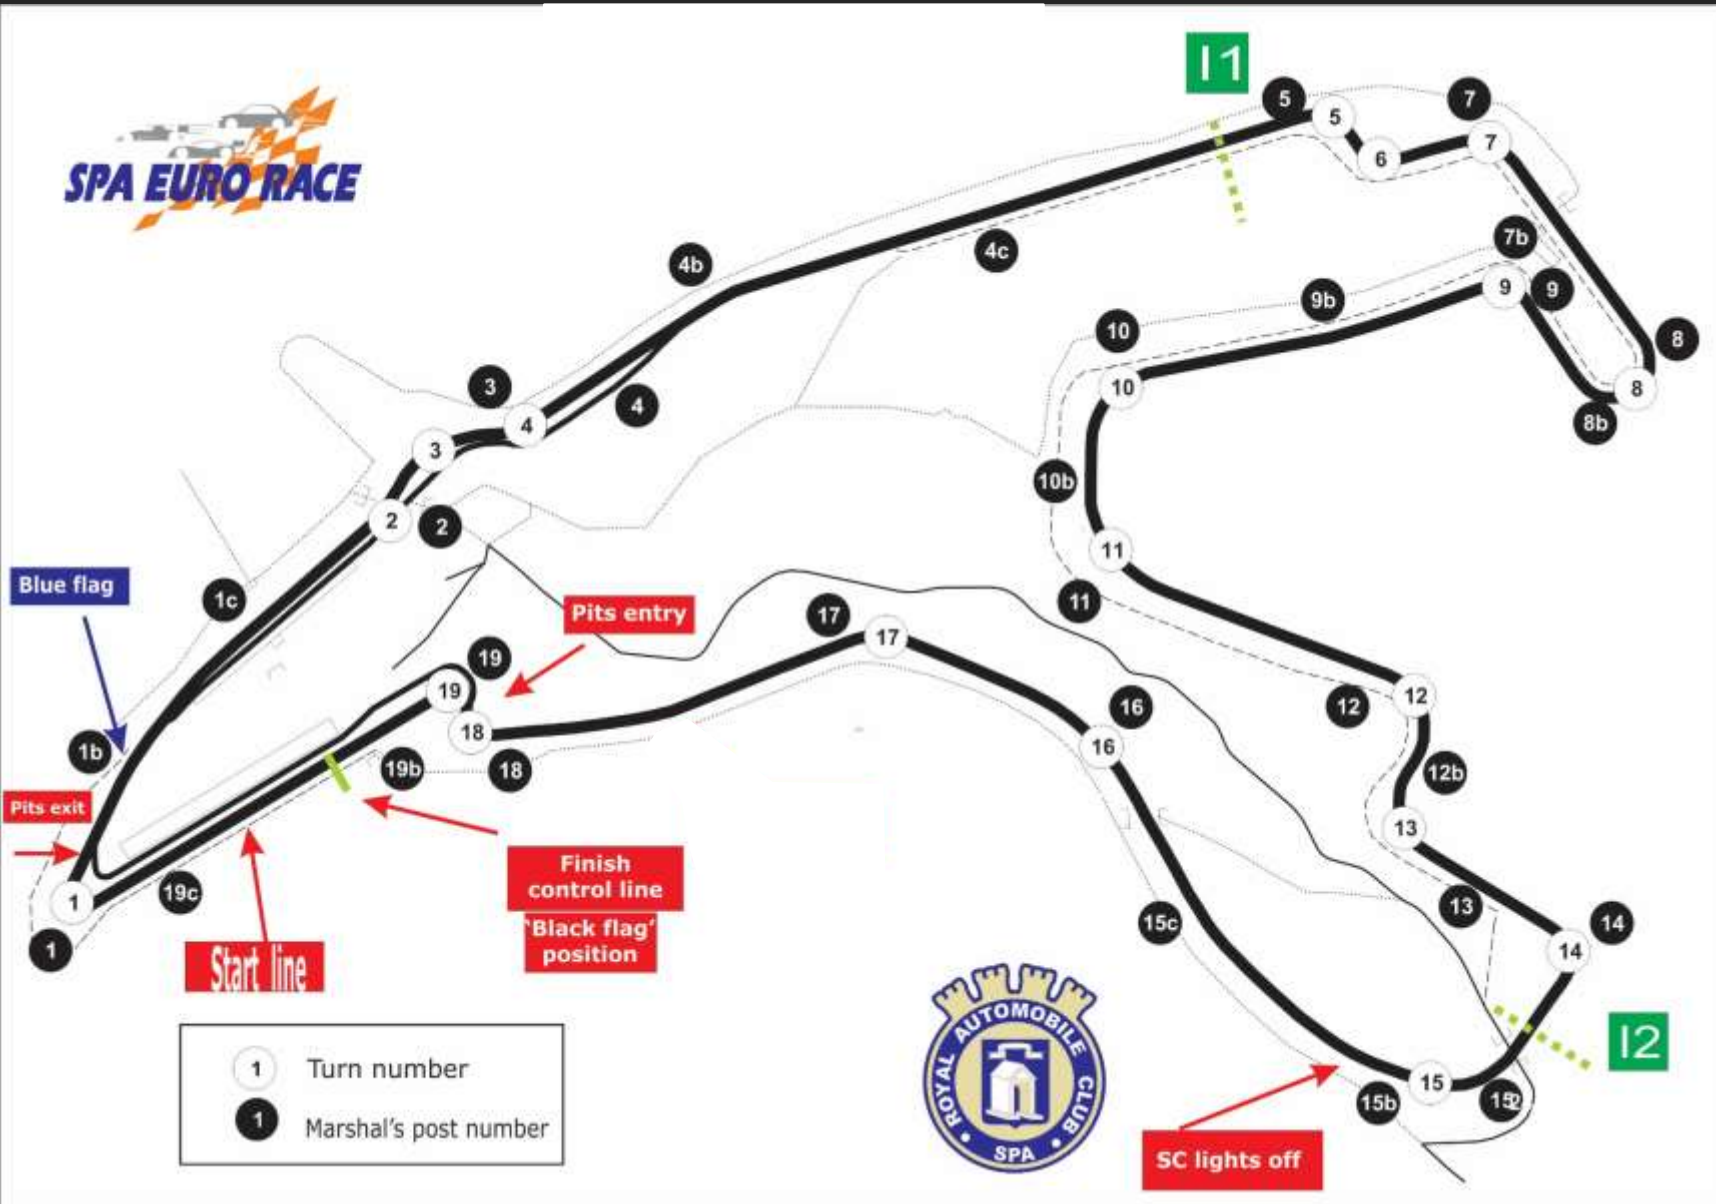 I1
5
5
7
7
6
SPA EURO RACE
7b
4b
4c
9
9
9b
10
8
3
10
8
4
4
8b
3
10b
2
2
11
Blue flag
1c
11
Pits entry
17
17
19
19
12
12
16
18
16
1b
19b
18
12b
Pits exit
13
Finish
control line
19c
1
13
15c
14
'Black flag'
position
1
14
Start line
ROYAL AUTOMOBILE CLUB
SPA
I2
1 Turn number
15
15b
1 Marshal's post number
SC lights off